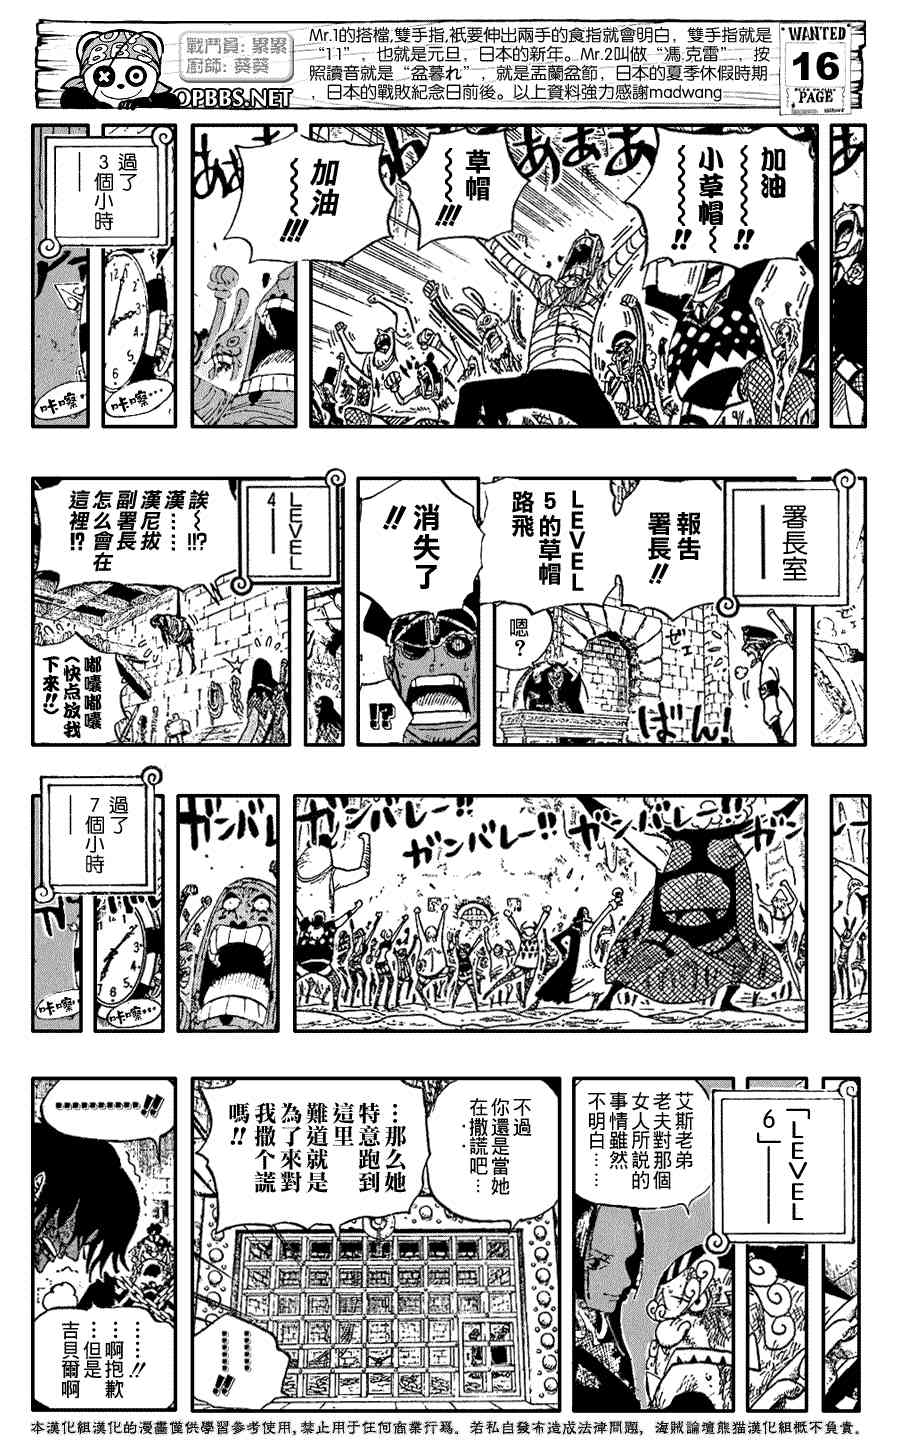 戰鬥員: 累累
廚師: 葵葵
OPBBS.NET
Mr.1的搭檔,雙手指,祇要伸出兩手的食指就會明白，雙手指就是
“11”，也就是元旦，日本的新年。Mr.2叫做“馮.克雷”，按
照讀音就是“盆暮れ”，就是盂蘭盆節，日本的夏季休假時期
，日本的戰敗紀念日前後。以上資料強力感謝madwang
WANTED
16
PAGE
加油
〜〜!!
小草帽
〜!!
草帽
〜〜!!!
加油
〜〜!!!
過了
3個小時
——
咔嚓…
咔嚓…
署長室
——
報告
署長!!
LEVEL
5的草帽
路飛
嗯?
ばん!
消失了
!!
!?
LEVEL
4
——
誒〜!!?
漢……
漢尼拔
副署長
怎么會在
這裡!?
嘟囔嘟囔
(快点放我
下來!!)
ガンバレー!!
ガンバレー!!
ガンバレー!!
過了
7個小時
——
咔嚓…
咔嚓…
「LEVEL
6」
——
艾斯老弟
老夫對那個
女人所說的
事情雖然
不明白…
不過
你還是當她
在撒謊吧…
…那么她
特意跑到
這里
難道就是
為了來對
我撒个謊
嗎!!
………!!
…………!!
……!!
…啊抱歉
…但是
吉貝爾啊
本漢化組漢化的漫畫僅供學習參考使用,禁止用于任何商業行爲。若私自發布造成法律問題，海賊論壇熊猫漢化組概不負責。